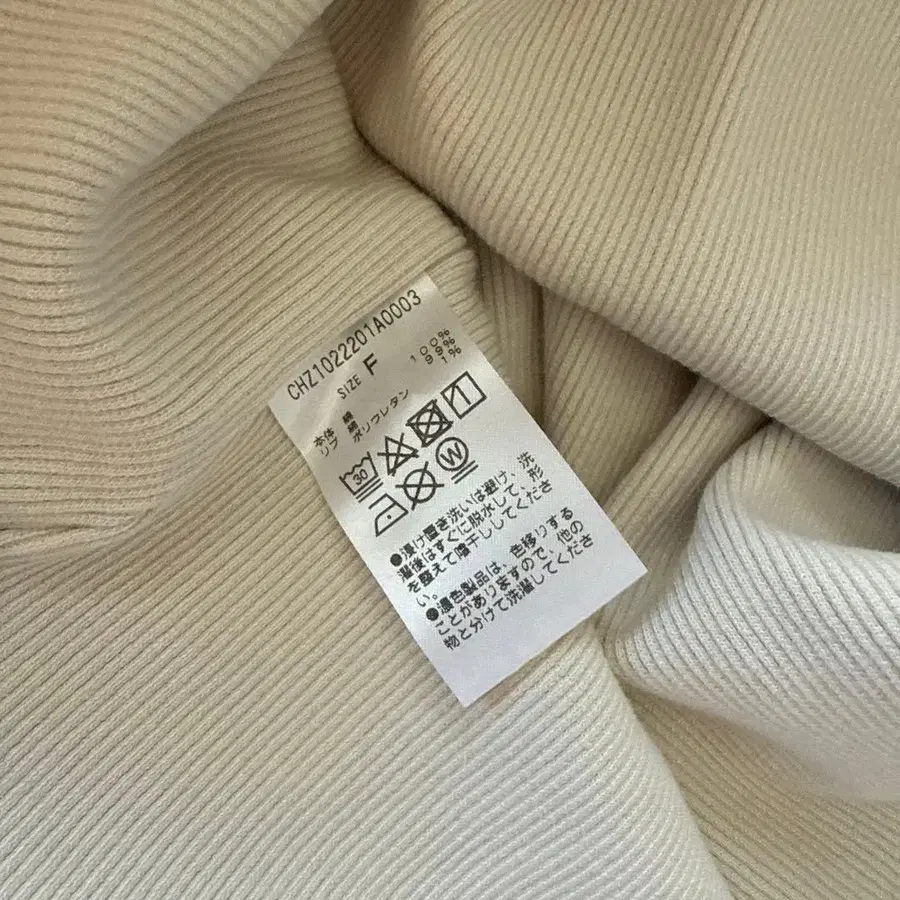 CHZ1022201A0003
SIZE F
本体 綿 100%
リブ 綿 99%
ポリウレタン 1%
30
W
●漬け置き洗いは避け、洗
濯後はすぐに脱水して、形
を整えて陰干ししてくださ
い。
●濃色製品は、色移りする
ことがありますので、他の
物と分けて洗濯してください